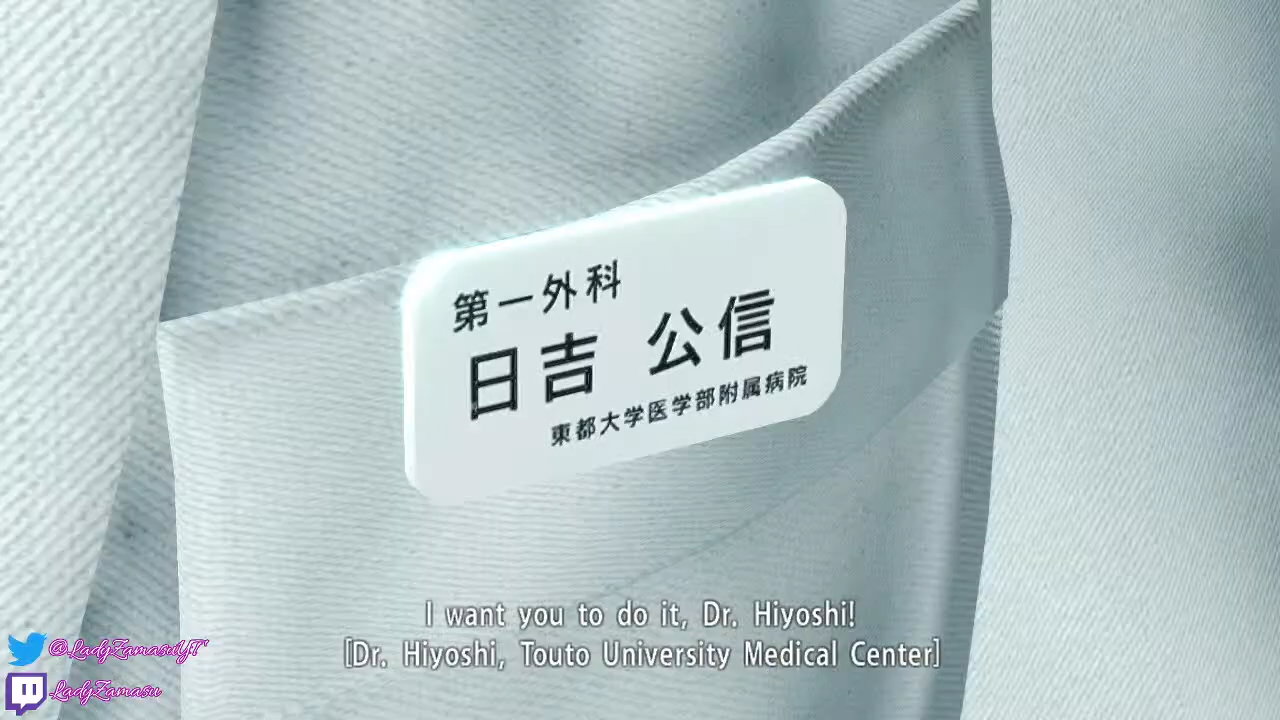 第一外科
日吉 公信
東都大学医学部附属病院
I want you to do it, Dr. Hiyoshi!
[Dr. Hiyoshi, Touto University Medical Center]
@LadyZamasuYT
LadyZamasu